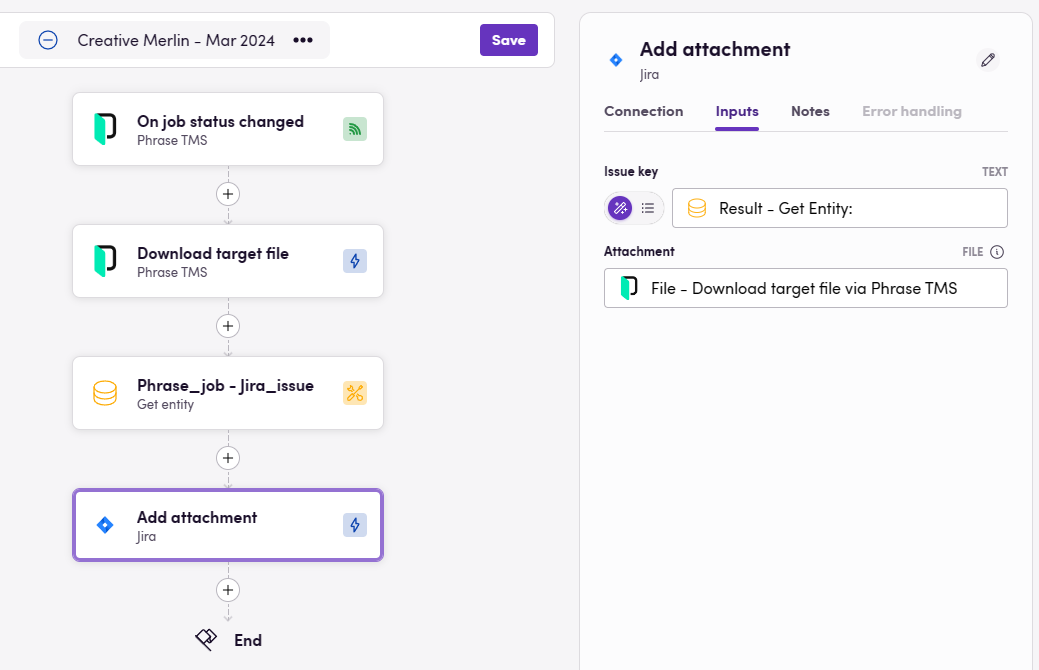 Creative Merlin - Mar 2024
Save
On job status changed
Phrase TMS
Download target file
Phrase TMS
Phrase_job - Jira_issue
Get entity
Add attachment
Jira
End
Add attachment
Jira
Connection
Inputs
Notes
Error handling
Issue key
TEXT
Result - Get Entity:
Attachment
FILE
File - Download target file via Phrase TMS